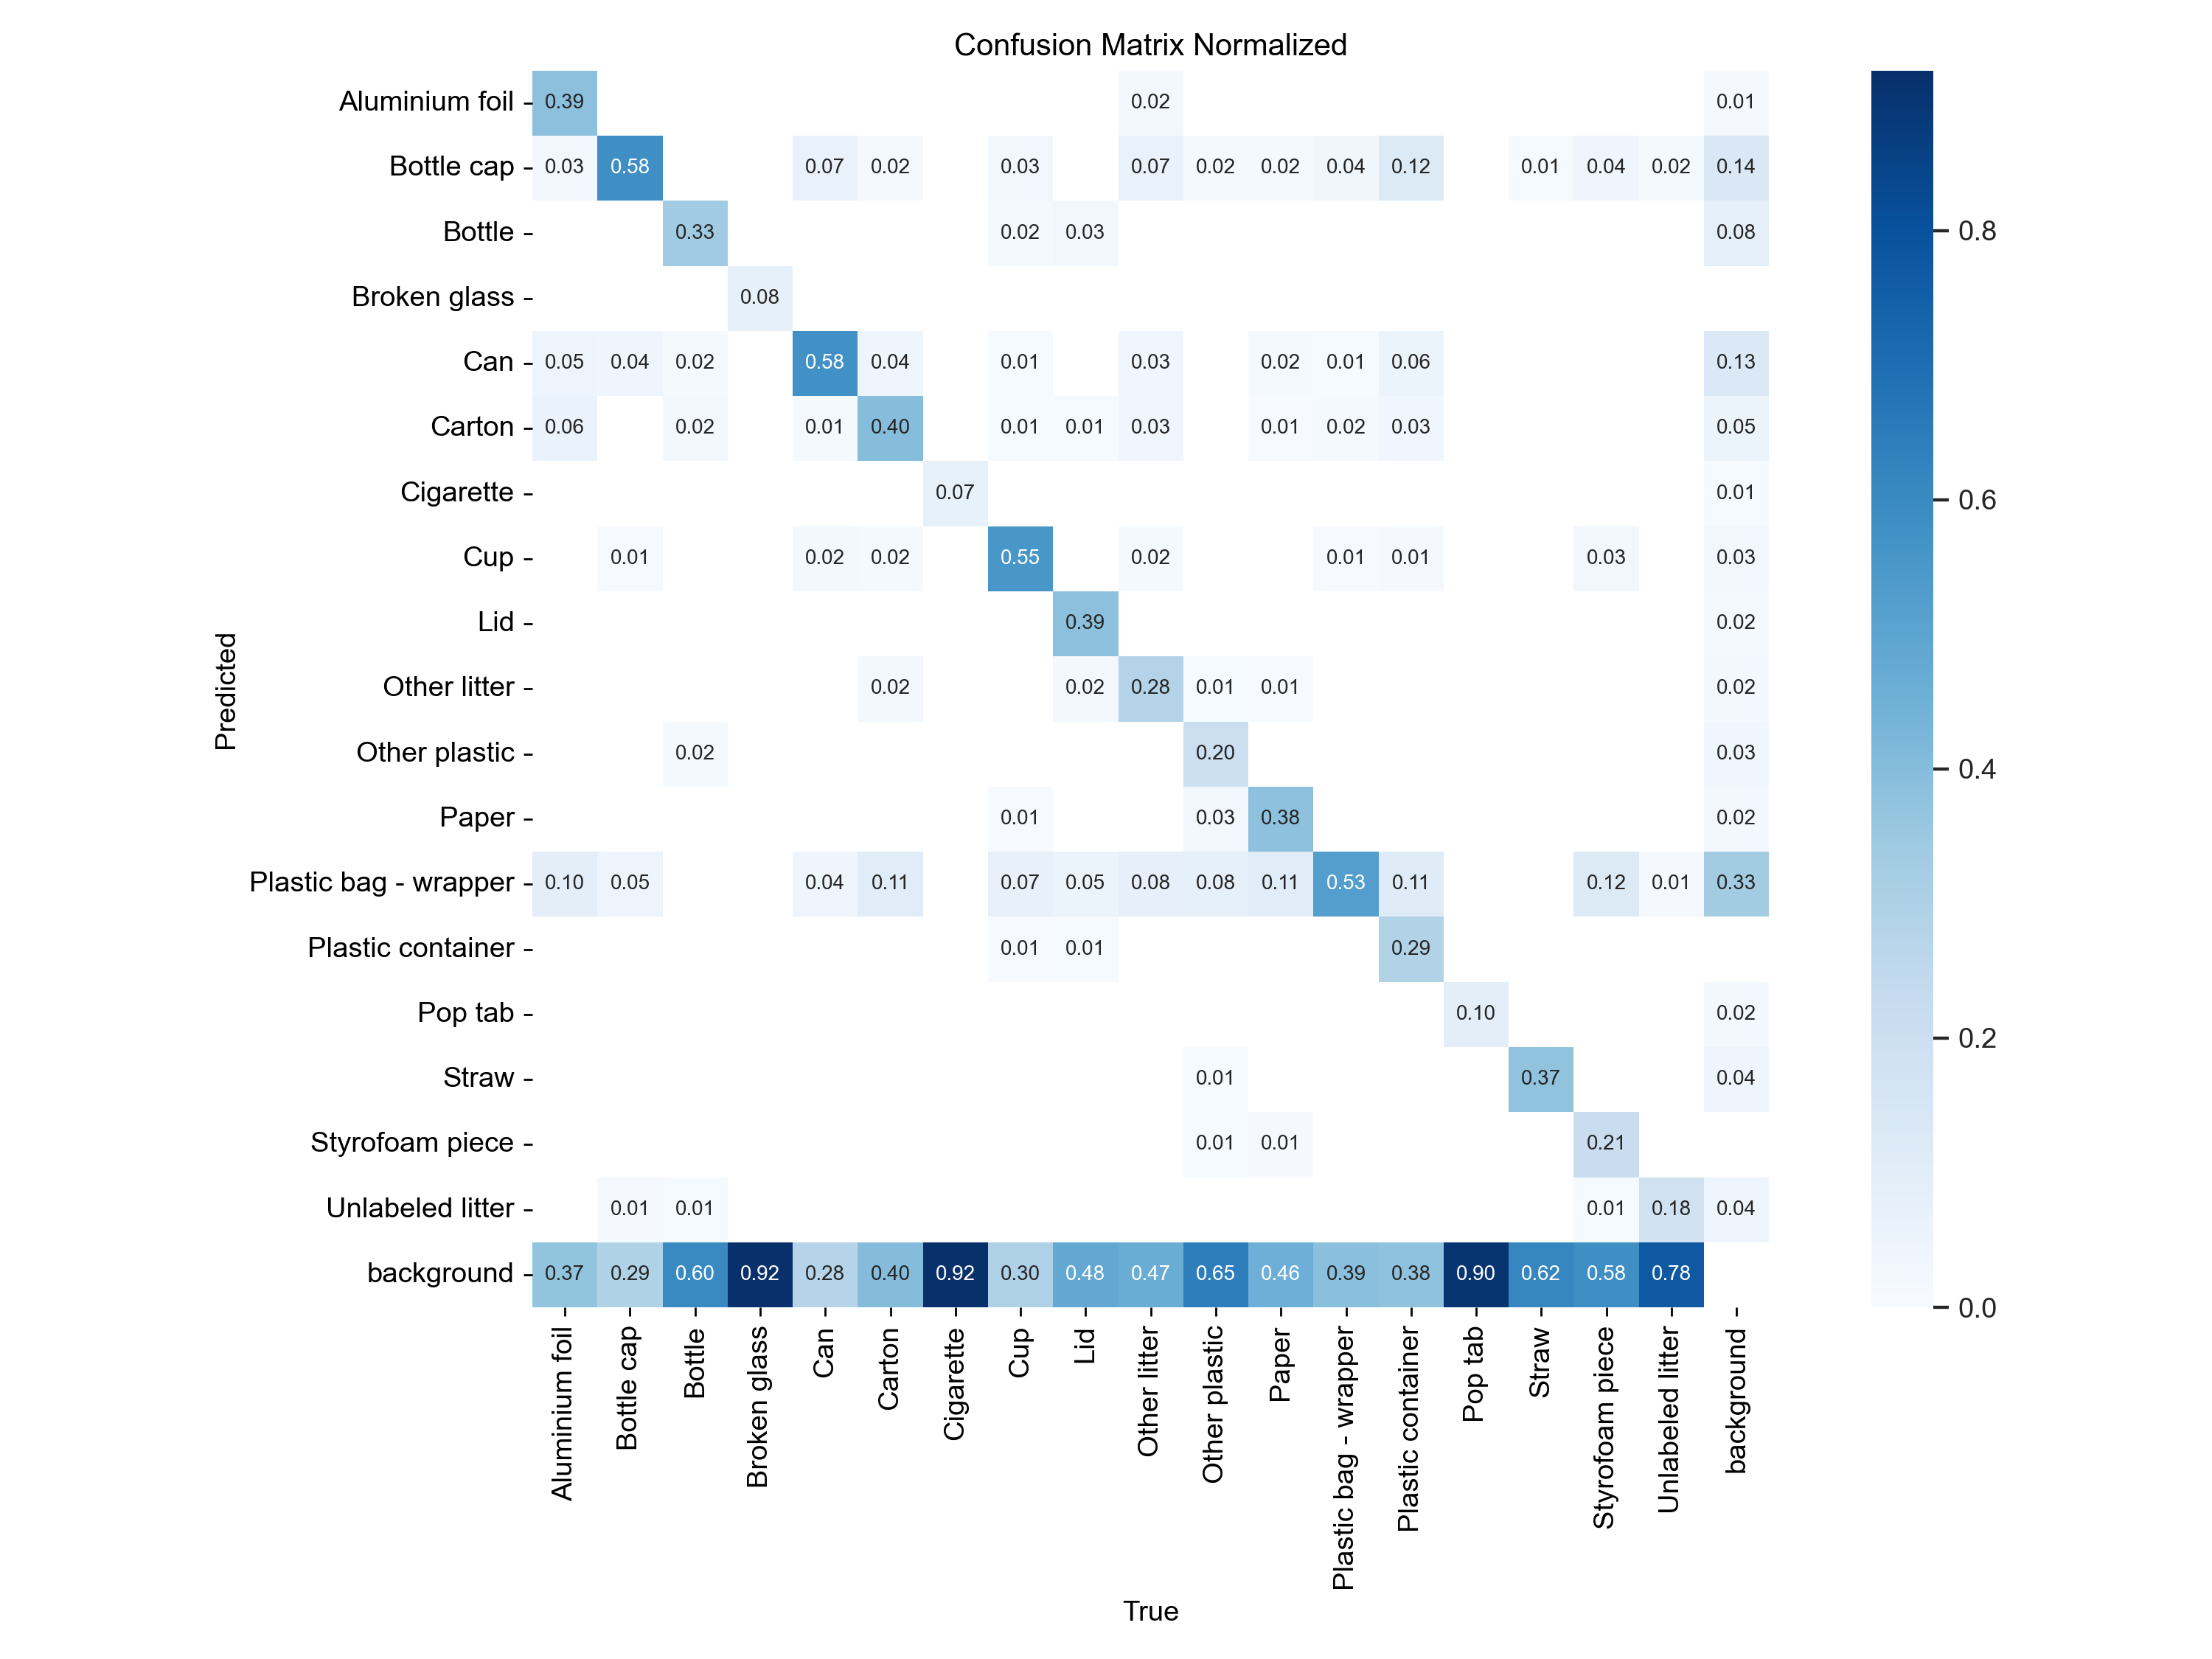 Confusion Matrix Normalized
Aluminium foil 0.39 0.02 0.01
Bottle cap 0.03 0.58 0.07 0.02 0.03 0.07 0.02 0.02 0.04 0.12 0.01 0.04 0.02 0.14
Bottle 0.33 0.02 0.03 0.08
Broken glass 0.08
Can 0.05 0.04 0.02 0.58 0.04 0.01 0.03 0.02 0.01 0.06 0.13
Carton 0.06 0.02 0.01 0.40 0.01 0.01 0.03 0.01 0.02 0.03 0.05
Cigarette 0.07 0.01
Cup 0.01 0.02 0.02 0.55 0.02 0.01 0.01 0.03 0.03
Lid 0.39 0.02
Other litter 0.02 0.02 0.28 0.01 0.01 0.02
Other plastic 0.02 0.20 0.03
Paper 0.01 0.03 0.38 0.02
Plastic bag - wrapper 0.10 0.05 0.04 0.11 0.07 0.05 0.08 0.08 0.11 0.53 0.11 0.12 0.01 0.33
Plastic container 0.01 0.01 0.29
Pop tab 0.10 0.02
Straw 0.01 0.37 0.04
Styrofoam piece 0.01 0.01 0.21
Unlabeled litter 0.01 0.01 0.01 0.18 0.04
background 0.37 0.29 0.60 0.92 0.28 0.40 0.92 0.30 0.48 0.47 0.65 0.46 0.39 0.38 0.90 0.62 0.58 0.78
Predicted
Aluminium foil
Bottle cap
Bottle
Broken glass
Can
Carton
Cigarette
Cup
Lid
Other litter
Other plastic
Paper
Plastic bag - wrapper
Plastic container
Pop tab
Straw
Styrofoam piece
Unlabeled litter
background
True
0.8
0.6
0.4
0.2
0.0